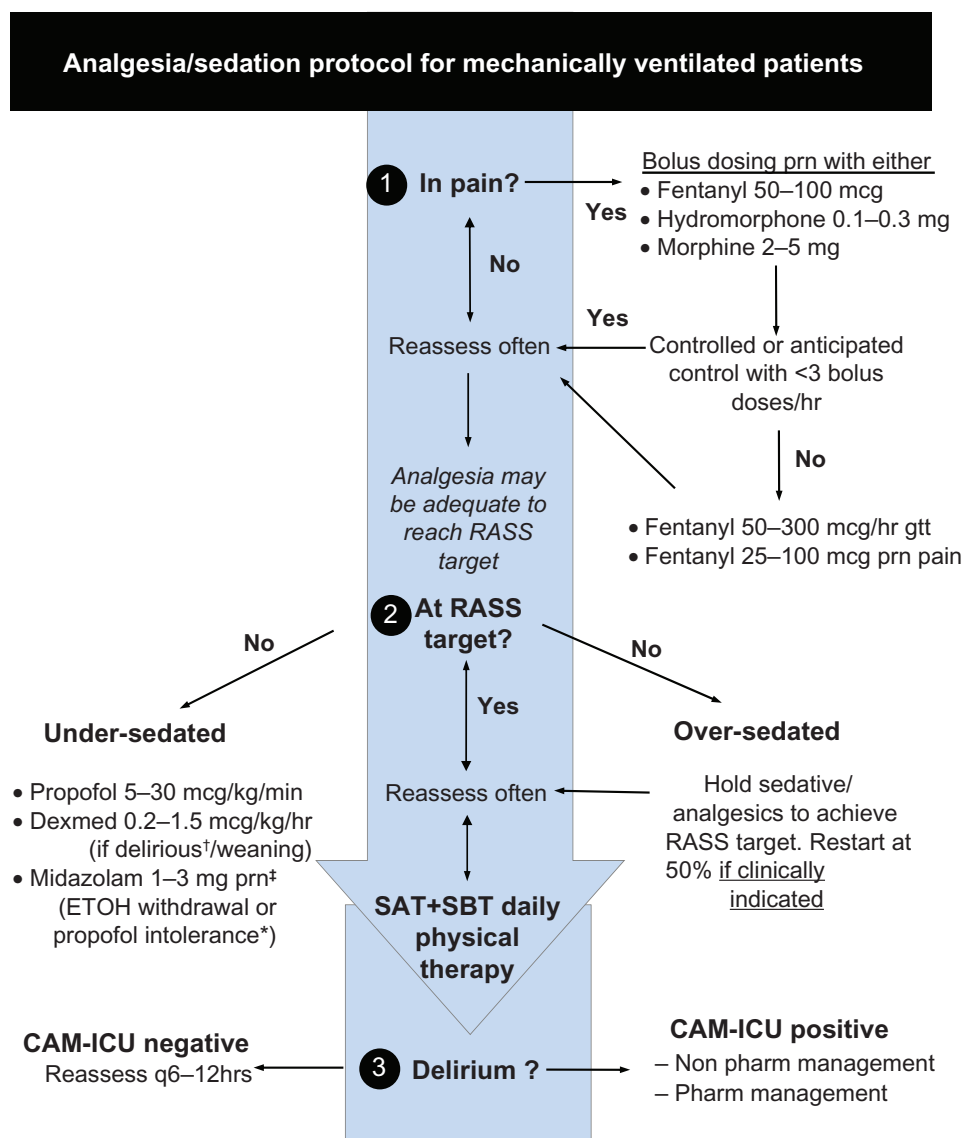 Analgesia/sedation protocol for mechanically ventilated patients
1 In pain?
Yes
Bolus dosing prn with either
• Fentanyl 50–100 mcg
• Hydromorphone 0.1–0.3 mg
• Morphine 2–5 mg
No
Reassess often
Yes
Controlled or anticipated
control with <3 bolus
doses/hr
No
• Fentanyl 50–300 mcg/hr gtt
• Fentanyl 25–100 mcg prn pain
Analgesia may
be adequate to
reach RASS
target
2 At RASS
target?
No
No
Yes
Under-sedated
• Propofol 5–30 mcg/kg/min
• Dexmed 0.2–1.5 mcg/kg/hr
(if delirious†/weaning)
• Midazolam 1–3 mg prn‡
(ETOH withdrawal or
propofol intolerance*)
Reassess often
Over-sedated
Hold sedative/
analgesics to achieve
RASS target. Restart at
50% if clinically
indicated
SAT+SBT daily
physical
therapy
3 Delirium ?
CAM-ICU negative
Reassess q6–12hrs
CAM-ICU positive
– Non pharm management
– Pharm management